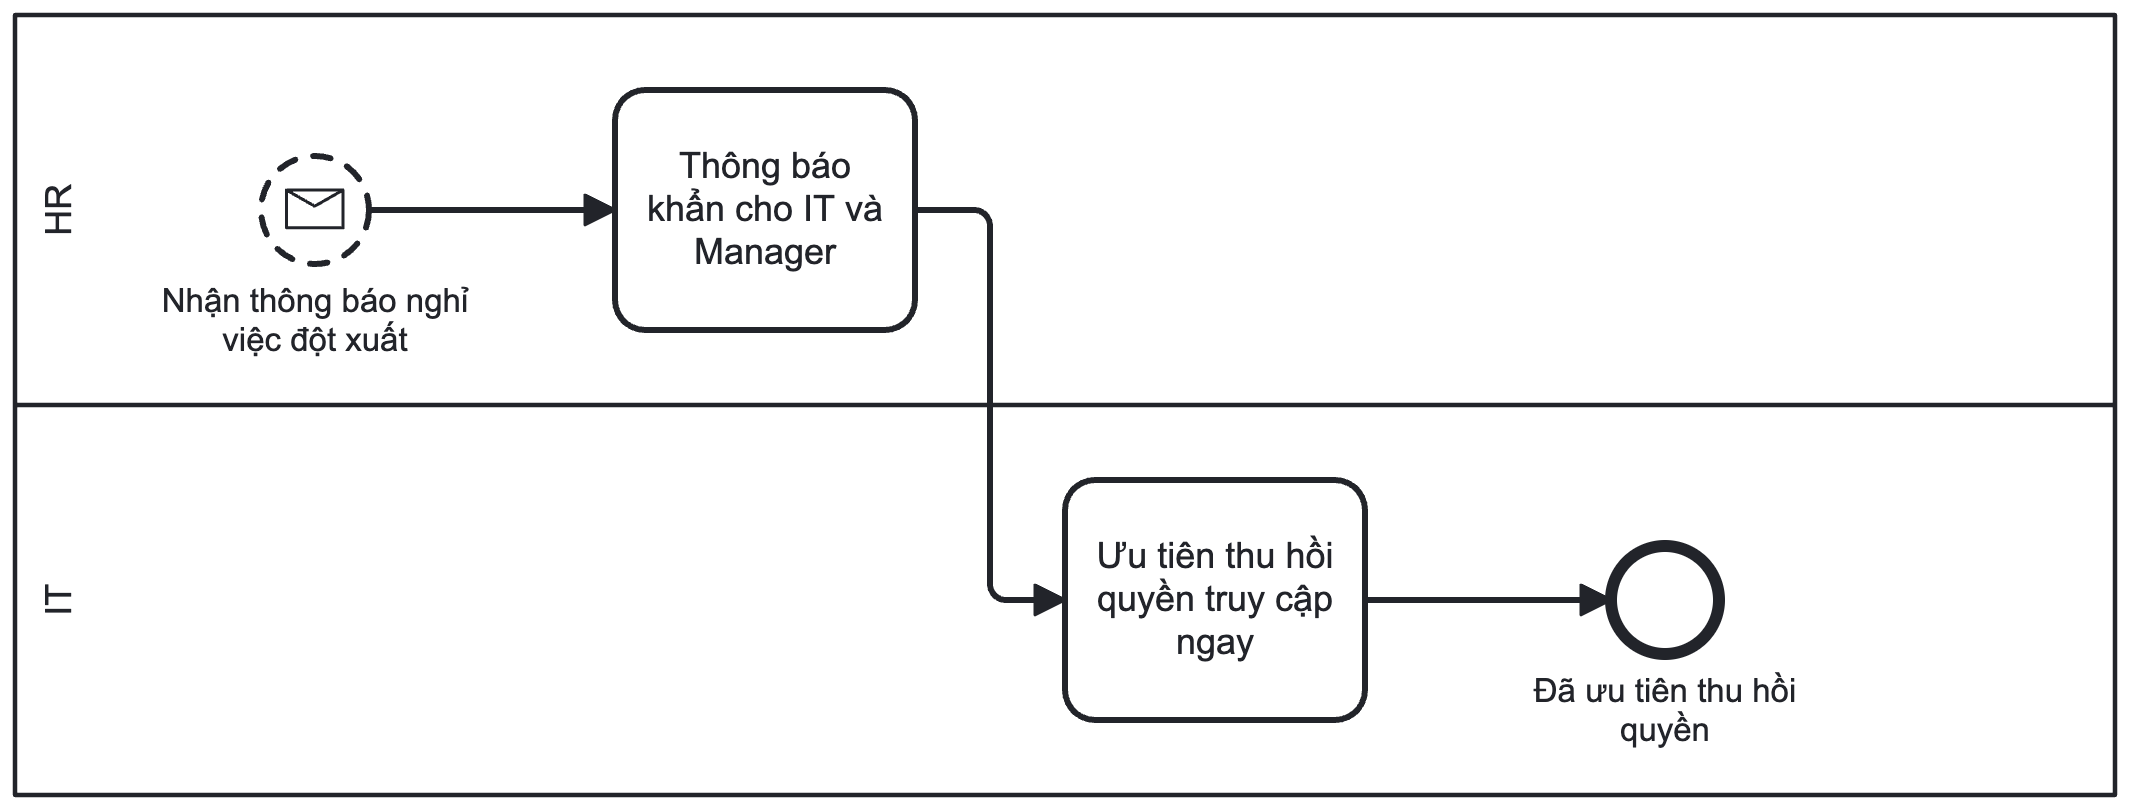 HR
Nhận thông báo nghỉ
việc đột xuất
Thông báo
khẩn cho IT và
Manager
IT
Ưu tiên thu hồi
quyền truy cập
ngay
Đã ưu tiên thu hồi
quyền